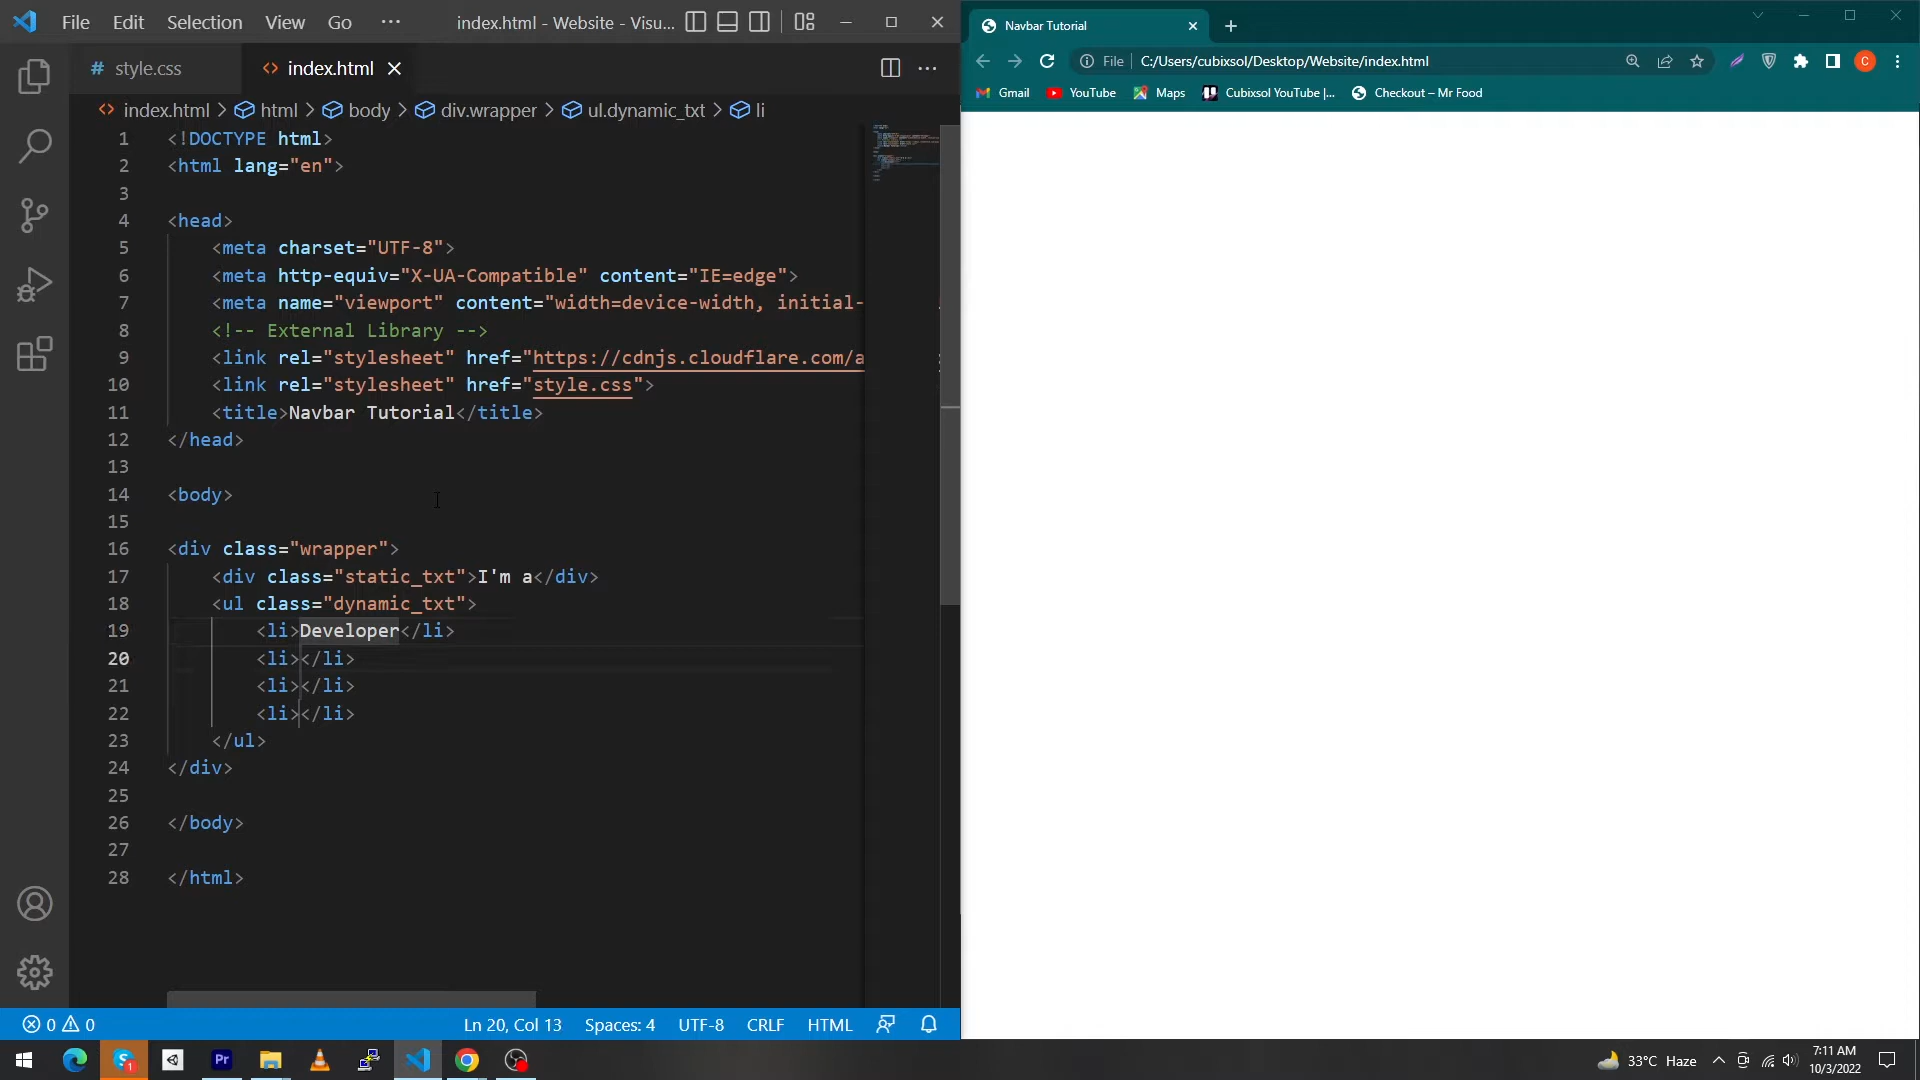 File Edit Selection View Go ··· index.html - Website - Visu...
# style.css <> index.html
<> index.html > html > body > div.wrapper > ul.dynamic_txt > li
1 <!DOCTYPE html>
2 <html lang="en">
3
4 <head>
5 <meta charset="UTF-8">
6 <meta http-equiv="X-UA-Compatible" content="IE=edge">
7 <meta name="viewport" content="width=device-width, initial-
8 <!-- External Library -->
9 <link rel="stylesheet" href="https://cdnjs.cloudflare.com/a
10 <link rel="stylesheet" href="style.css">
11 <title>Navbar Tutorial</title>
12 </head>
13
14 <body>
15
16 <div class="wrapper">
17 <div class="static_txt">I'm a</div>
18 <ul class="dynamic_txt">
19 <li>Developer</li>
20 <li></li>
21 <li></li>
22 <li></li>
23 </ul>
24 </div>
25
26 </body>
27
28 </html>
0 0 Ln 20, Col 13 Spaces: 4 UTF-8 CRLF HTML
Navbar Tutorial
File C:/Users/cubixsol/Desktop/Website/index.html C
Gmail YouTube Maps Cubixsol YouTube |... Checkout – Mr Food
S 1 Pr 33°C Haze 7:11 AM
10/3/2022